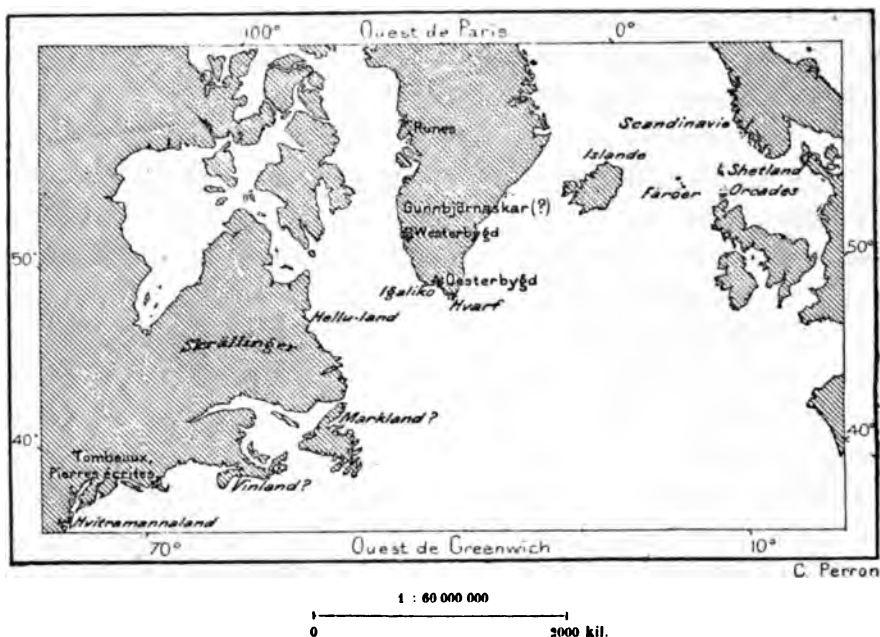 100° Ouest de Paris 0°
Scandinavie
Runes
Islande
Shetland
Färöer Orcades
Gunnbjörnaskar (?)
Westerbygd
50° 50°
Oesterbygd
Igaliko
Hvarf
Hellu-land
Skrällinger
Markland?
40° 40°
Tombeaux,
Pierres écrites
Vinland?
Hvitramannaland
70° Ouest de Greenwich 10°
C. Perron
1 : 60 000 000
0 2000 kil.